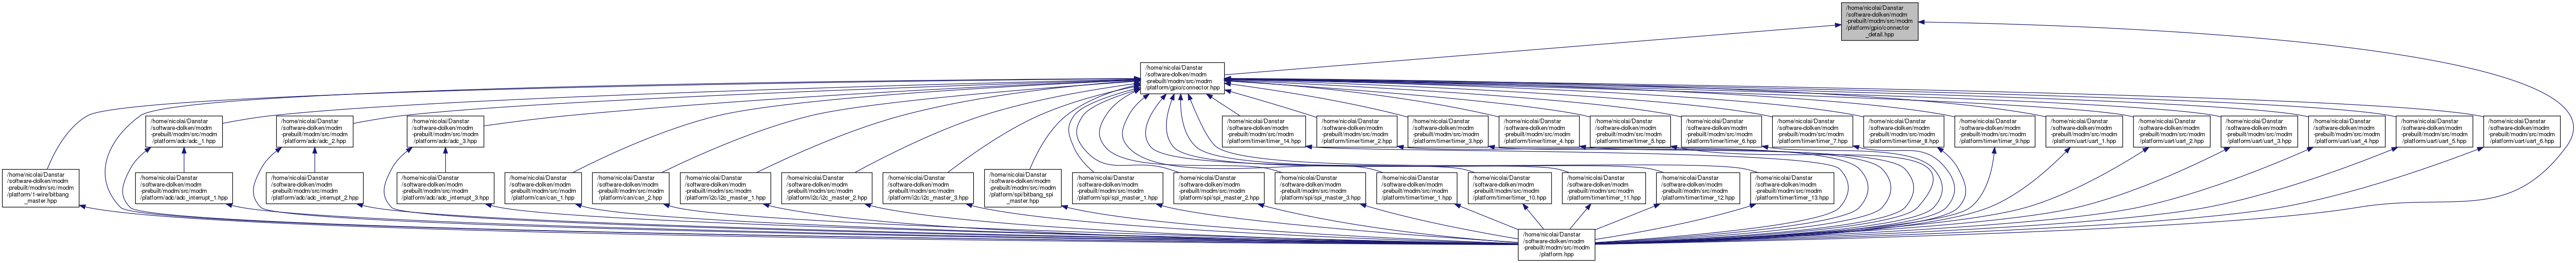 /home/nicolai/Danstar
/software-dolken/modm
-prebuilt/modm/src/modm
/platform/gpio/connector
_detail.hpp
/home/nicolai/Danstar
/software-dolken/modm
-prebuilt/modm/src/modm
/platform/gpio/connector.hpp
/home/nicolai/Danstar
/software-dolken/modm
-prebuilt/modm/src/modm
/platform/adc/adc_1.hpp
/home/nicolai/Danstar
/software-dolken/modm
-prebuilt/modm/src/modm
/platform/adc/adc_2.hpp
/home/nicolai/Danstar
/software-dolken/modm
-prebuilt/modm/src/modm
/platform/adc/adc_3.hpp
/home/nicolai/Danstar
/software-dolken/modm
-prebuilt/modm/src/modm
/platform/timer/timer_14.hpp
/home/nicolai/Danstar
/software-dolken/modm
-prebuilt/modm/src/modm
/platform/timer/timer_2.hpp
/home/nicolai/Danstar
/software-dolken/modm
-prebuilt/modm/src/modm
/platform/timer/timer_3.hpp
/home/nicolai/Danstar
/software-dolken/modm
-prebuilt/modm/src/modm
/platform/timer/timer_4.hpp
/home/nicolai/Danstar
/software-dolken/modm
-prebuilt/modm/src/modm
/platform/timer/timer_5.hpp
/home/nicolai/Danstar
/software-dolken/modm
-prebuilt/modm/src/modm
/platform/timer/timer_6.hpp
/home/nicolai/Danstar
/software-dolken/modm
-prebuilt/modm/src/modm
/platform/timer/timer_7.hpp
/home/nicolai/Danstar
/software-dolken/modm
-prebuilt/modm/src/modm
/platform/timer/timer_8.hpp
/home/nicolai/Danstar
/software-dolken/modm
-prebuilt/modm/src/modm
/platform/timer/timer_9.hpp
/home/nicolai/Danstar
/software-dolken/modm
-prebuilt/modm/src/modm
/platform/uart/uart_1.hpp
/home/nicolai/Danstar
/software-dolken/modm
-prebuilt/modm/src/modm
/platform/uart/uart_2.hpp
/home/nicolai/Danstar
/software-dolken/modm
-prebuilt/modm/src/modm
/platform/uart/uart_3.hpp
/home/nicolai/Danstar
/software-dolken/modm
-prebuilt/modm/src/modm
/platform/uart/uart_4.hpp
/home/nicolai/Danstar
/software-dolken/modm
-prebuilt/modm/src/modm
/platform/uart/uart_5.hpp
/home/nicolai/Danstar
/software-dolken/modm
-prebuilt/modm/src/modm
/platform/uart/uart_6.hpp
/home/nicolai/Danstar
/software-dolken/modm
-prebuilt/modm/src/modm
/platform/1-wire/bitbang
_master.hpp
/home/nicolai/Danstar
/software-dolken/modm
-prebuilt/modm/src/modm
/platform/adc/adc_interrupt_1.hpp
/home/nicolai/Danstar
/software-dolken/modm
-prebuilt/modm/src/modm
/platform/adc/adc_interrupt_2.hpp
/home/nicolai/Danstar
/software-dolken/modm
-prebuilt/modm/src/modm
/platform/adc/adc_interrupt_3.hpp
/home/nicolai/Danstar
/software-dolken/modm
-prebuilt/modm/src/modm
/platform/can/can_1.hpp
/home/nicolai/Danstar
/software-dolken/modm
-prebuilt/modm/src/modm
/platform/can/can_2.hpp
/home/nicolai/Danstar
/software-dolken/modm
-prebuilt/modm/src/modm
/platform/i2c/i2c_master_1.hpp
/home/nicolai/Danstar
/software-dolken/modm
-prebuilt/modm/src/modm
/platform/i2c/i2c_master_2.hpp
/home/nicolai/Danstar
/software-dolken/modm
-prebuilt/modm/src/modm
/platform/i2c/i2c_master_3.hpp
/home/nicolai/Danstar
/software-dolken/modm
-prebuilt/modm/src/modm
/platform/spi/bitbang_spi
_master.hpp
/home/nicolai/Danstar
/software-dolken/modm
-prebuilt/modm/src/modm
/platform/spi/spi_master_1.hpp
/home/nicolai/Danstar
/software-dolken/modm
-prebuilt/modm/src/modm
/platform/spi/spi_master_2.hpp
/home/nicolai/Danstar
/software-dolken/modm
-prebuilt/modm/src/modm
/platform/spi/spi_master_3.hpp
/home/nicolai/Danstar
/software-dolken/modm
-prebuilt/modm/src/modm
/platform/timer/timer_1.hpp
/home/nicolai/Danstar
/software-dolken/modm
-prebuilt/modm/src/modm
/platform/timer/timer_10.hpp
/home/nicolai/Danstar
/software-dolken/modm
-prebuilt/modm/src/modm
/platform/timer/timer_11.hpp
/home/nicolai/Danstar
/software-dolken/modm
-prebuilt/modm/src/modm
/platform/timer/timer_12.hpp
/home/nicolai/Danstar
/software-dolken/modm
-prebuilt/modm/src/modm
/platform/timer/timer_13.hpp
/home/nicolai/Danstar
/software-dolken/modm
-prebuilt/modm/src/modm
/platform.hpp